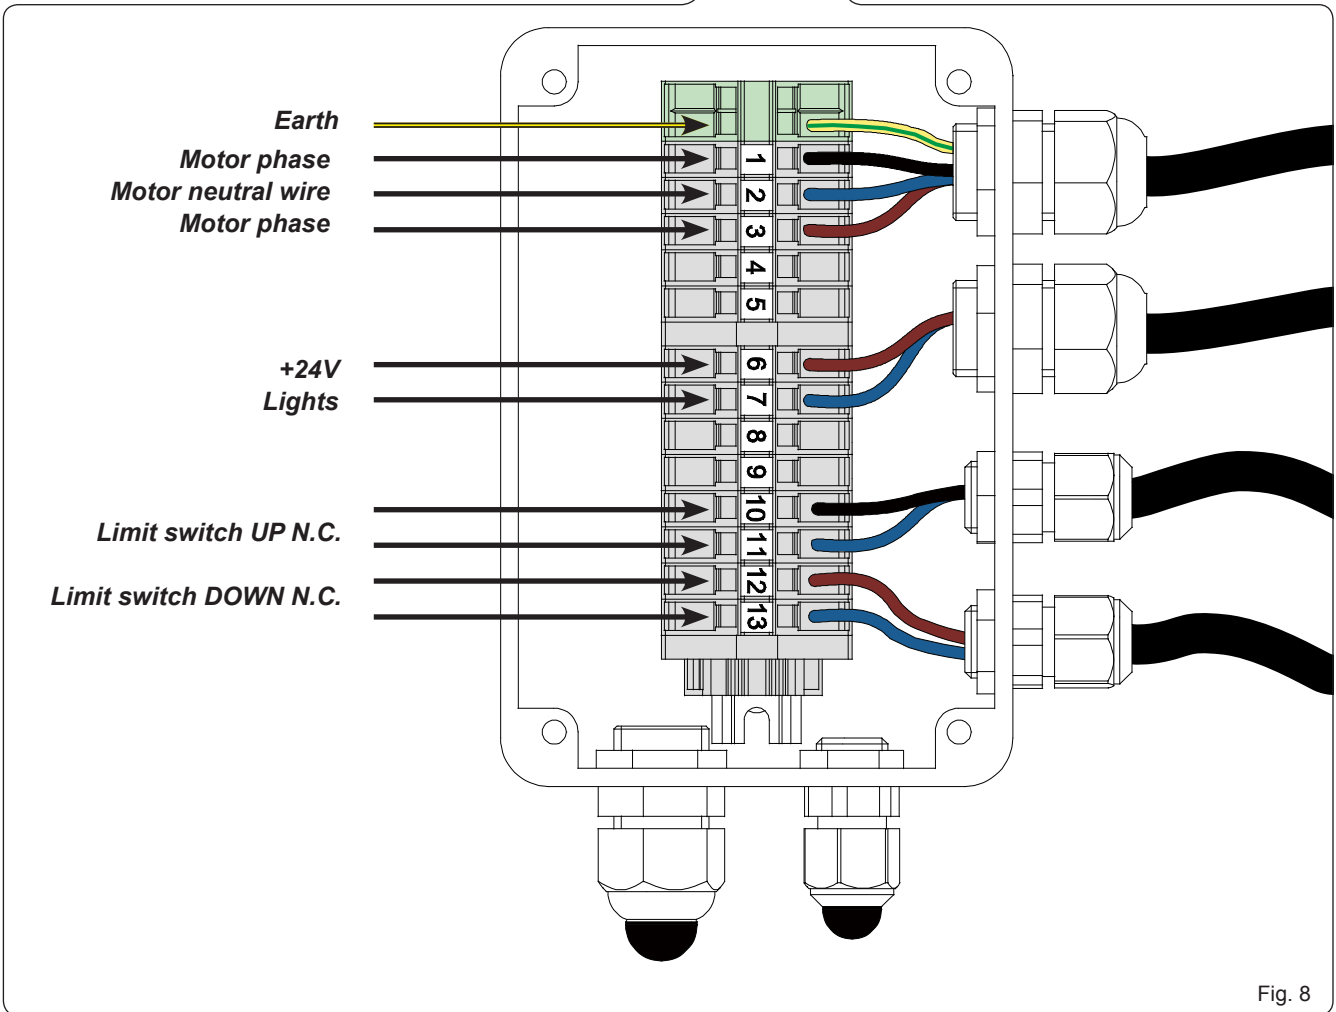 Earth
Motor phase
Motor neutral wire
Motor phase
+24V
Lights
Limit switch UP N.C.
Limit switch DOWN N.C.
1
2
3
4
5
6
7
8
9
10
11
12
13
Fig. 8